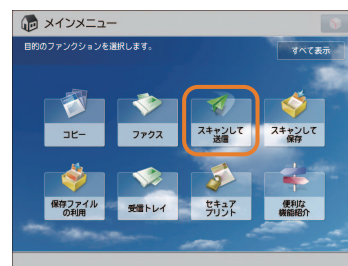 メインメニュー
目的のファンクションを選択します。
すべて表示
コピー
ファクス
スキャンして
送信
スキャンして
保存
保存ファイル
の利用
受信トレイ
セキュア
プリント
便利な
機能紹介